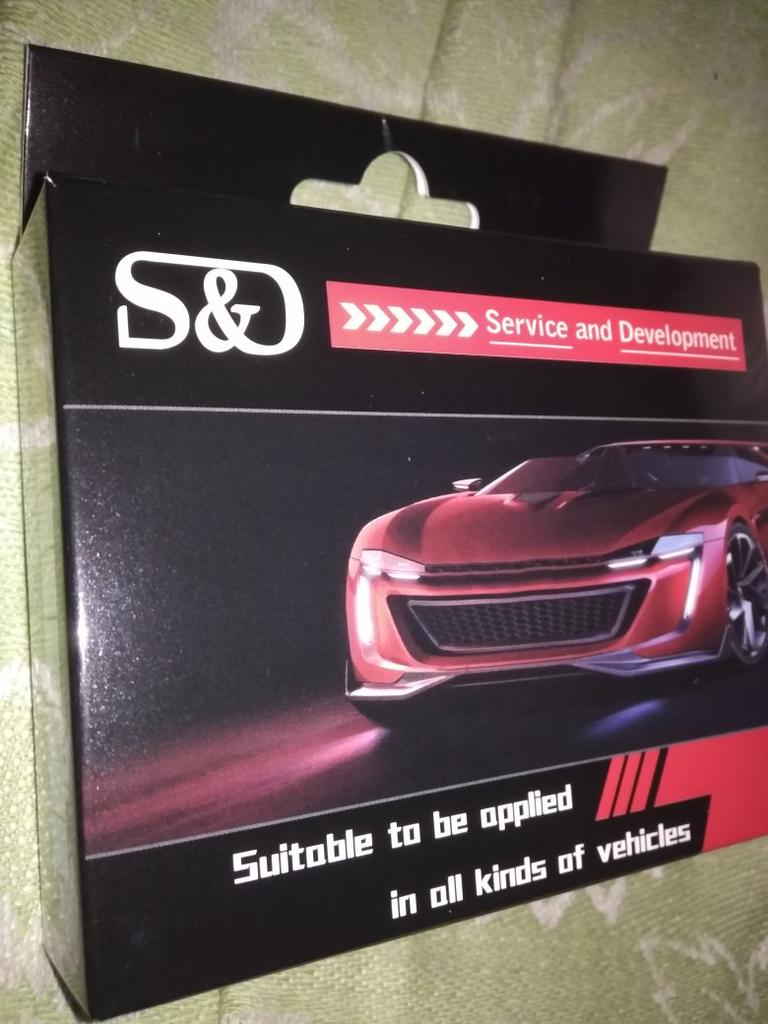 S&D
Service and Development
Suitable to be applied
in all kinds of vehicles